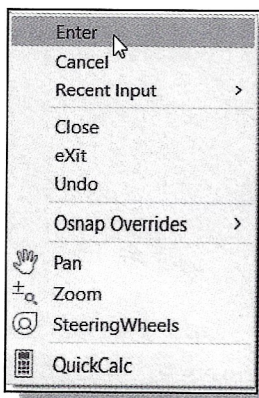 Enter
Cancel
Recent Input >
Close
eXit
Undo
Osnap Overrides >
Pan
Zoom
SteeringWheels
QuickCalc